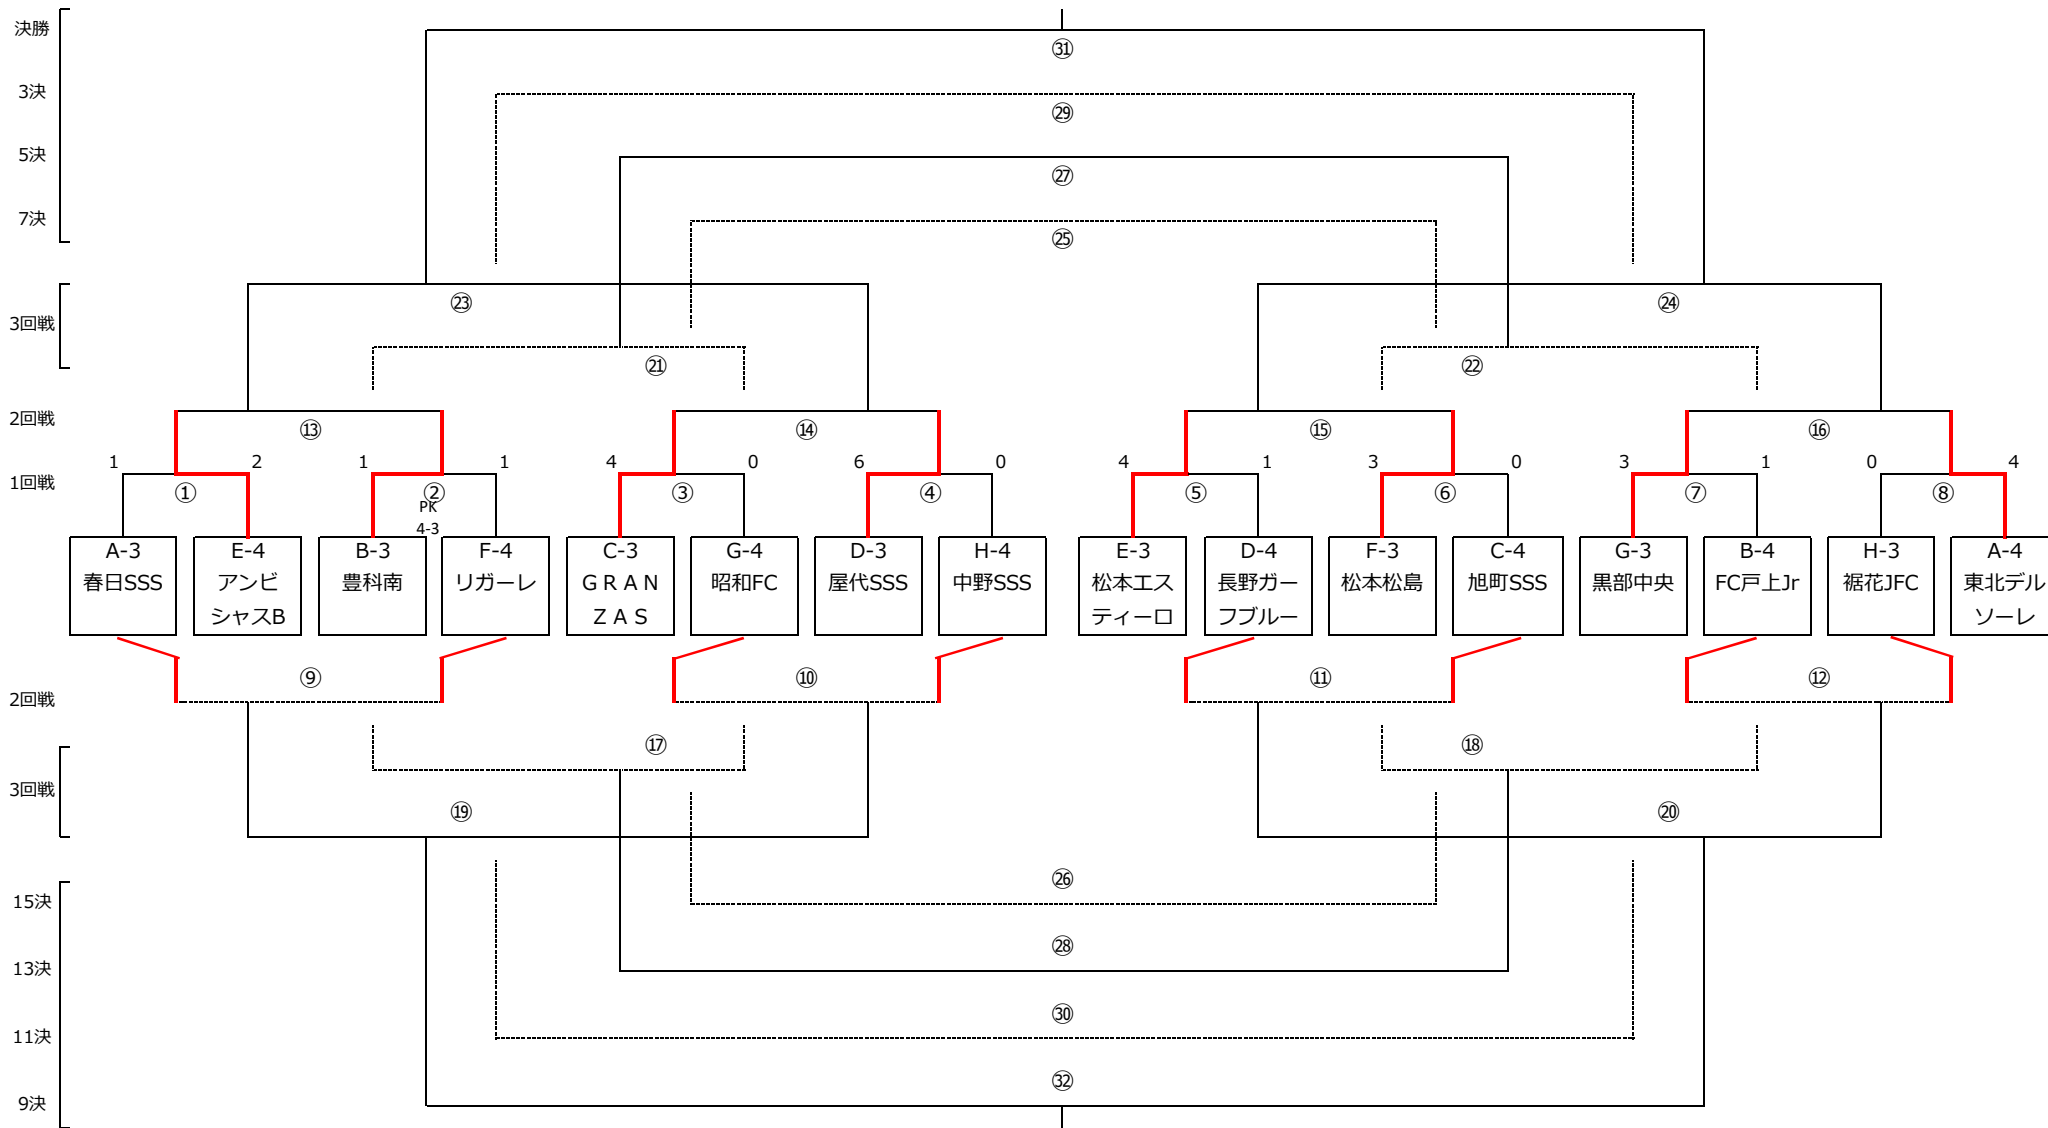 決勝
㉛
3決
㉙
5決
㉗
7決
㉕
㉓
㉔
3回戦
㉑
㉒
2回戦
⑬
⑭
⑮
⑯
1 2 1 1 4 0 6 0 4 1 3 0 3 1 0 4
1回戦
① ② ③ ④ ⑤ ⑥ ⑦ ⑧
PK
4-3
A-3 E-4 B-3 F-4 C-3 G-4 D-3 H-4 E-3 D-4 F-3 C-4 G-3 B-4 H-3 A-4
春日SSS アンビ 豊科南 リガーレ ＧＲＡＮ 昭和FC 屋代SSS 中野SSS 松本エス 長野ガー 松本松島 旭町SSS 黒部中央 FC戸上Jr 裾花JFC 東北デル
シャスB ＺＡＳ ティーロ フブルー ソーレ
⑨ ⑩ ⑪ ⑫
2回戦
⑰ ⑱
3回戦
⑲ ⑳
㉖
15決
㉘
13決
㉚
11決
㉜
9決